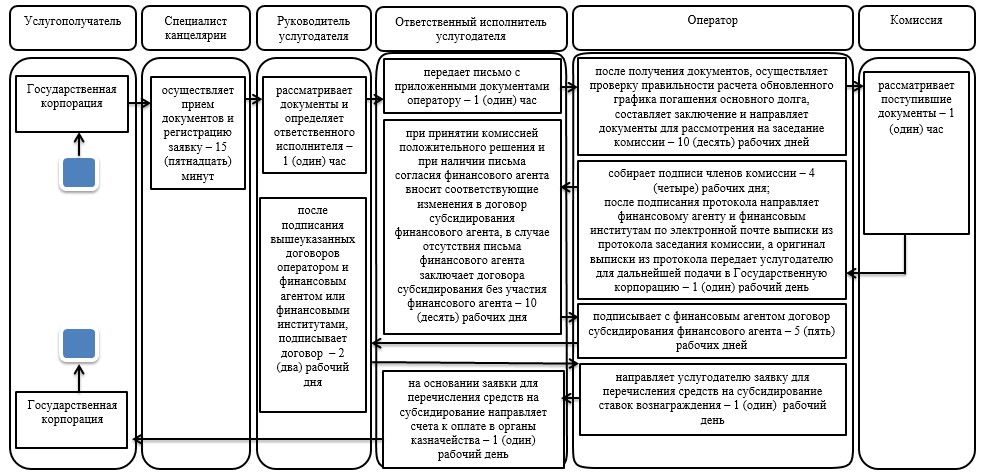 Услугополучатель
Специалист
канцелярии
Руководитель
услугодателя
Ответственный исполнитель
услугодателя
Оператор
Комиссия
Государственная
корпорация
осуществляет
прием
документов и
регистрацию
заявку – 15
(пятнадцать)
минут
рассматривает
документы и
определяет
ответственного
исполнителя –
1 (один) час
передает письмо с
приложенными документами
оператору – 1 (один) час
после получения документов, осуществляет
проверку правильности расчета обновленного
графика погашения основного долга,
составляет заключение и направляет
документы для рассмотрения на заседание
комиссии – 10 (десять) рабочих дней
рассматривает
поступившие
документы – 1
(один) час
собирает подписи членов комиссии – 4
(четыре) рабочих дня;
после подписания протокола направляет
финансовому агенту и финансовым
институтам по электронной почте выписки из
протокола заседания комиссии, а оригинал
выписки из протокола передает услугодателю
для дальнейшей подачи в Государственную
корпорацию – 1 (один) рабочий день
при принятии комиссией
положительного решения и
при наличии письма
согласия финансового агента
вносит соответствующие
изменения в договор
субсидирования
финансового агента, в случае
отсутствия письма
финансового агента
заключает договора
субсидирования без участия
финансового агента – 10
(десять) рабочих дня
подписывает с финансовым агентом договор
субсидирования финансового агента – 5 (пять)
рабочих дней
после
подписания
вышеуказанных
договоров
оператором и
финансовым
агентом или
финансовыми
институтами,
подписывает
договор – 2
(два) рабочий
дня
направляет услугодателю заявку для
перечисления средств на субсидирование
ставок вознаграждения – 1 (один) рабочий
день
на основании заявки для
перечисления средств на
субсидирование направляет
счета к оплате в органы
казначейства – 1 (один)
рабочий день
Государственная
корпорация